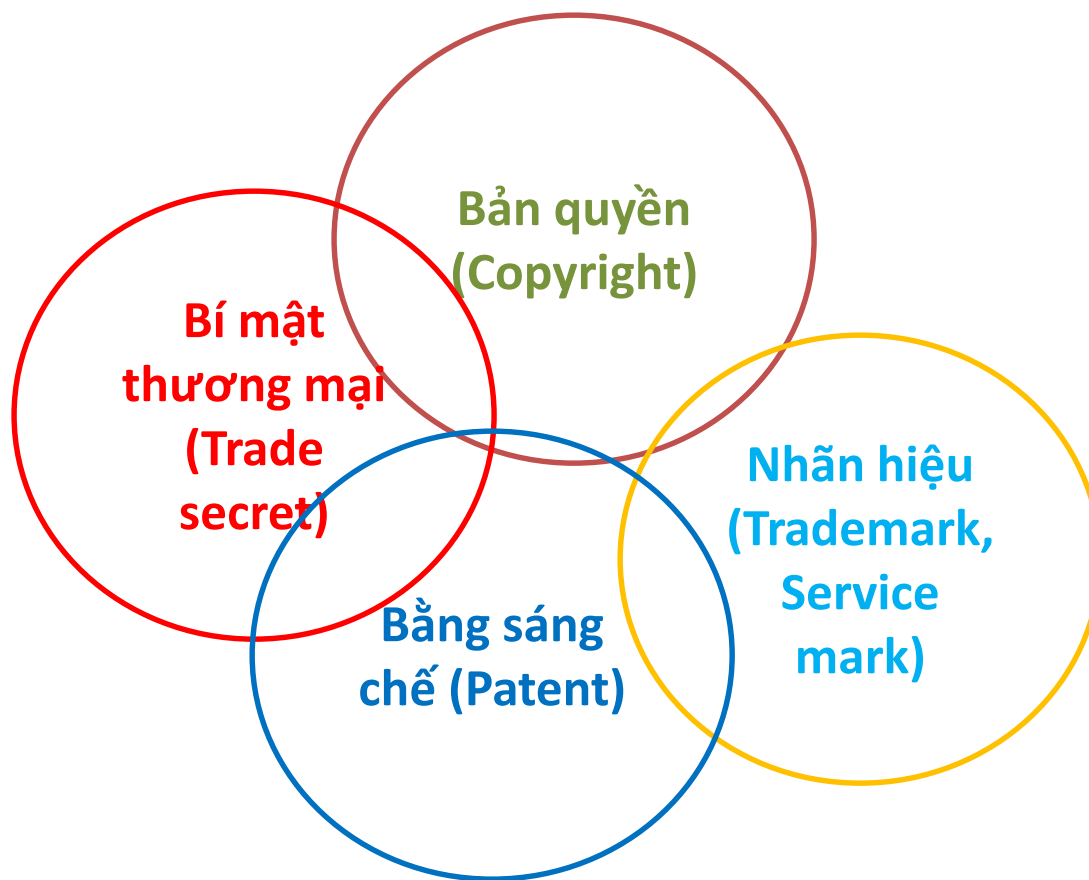 Bản quyền
(Copyright)
Bí mật
thương mại
(Trade
secret)
Nhãn hiệu
(Trademark,
Service
mark)
Bằng sáng
chế (Patent)